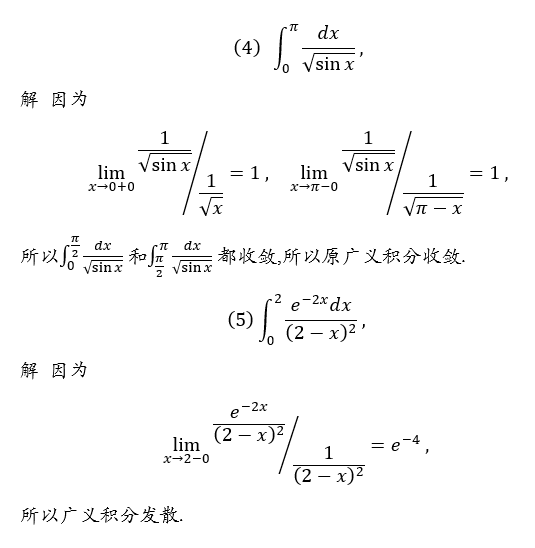 (4) ∫₀^π dx/√(sin x) ,
解 因为
lim_{x→0+0} (1/√(sin x)) / (1/√x) = 1 , lim_{x→π−0} (1/√(sin x)) / (1/√(π − x)) = 1 ,
所以∫₀^{π/2} dx/√(sin x) 和∫_{π/2}^π dx/√(sin x) 都收敛,所以原广义积分收敛.
(5) ∫₀² e^{−2x}dx/(2 − x)² ,
解 因为
lim_{x→2−0} (e^{−2x}/(2 − x)²) / (1/(2 − x)²) = e^{−4} ,
所以广义积分发散.